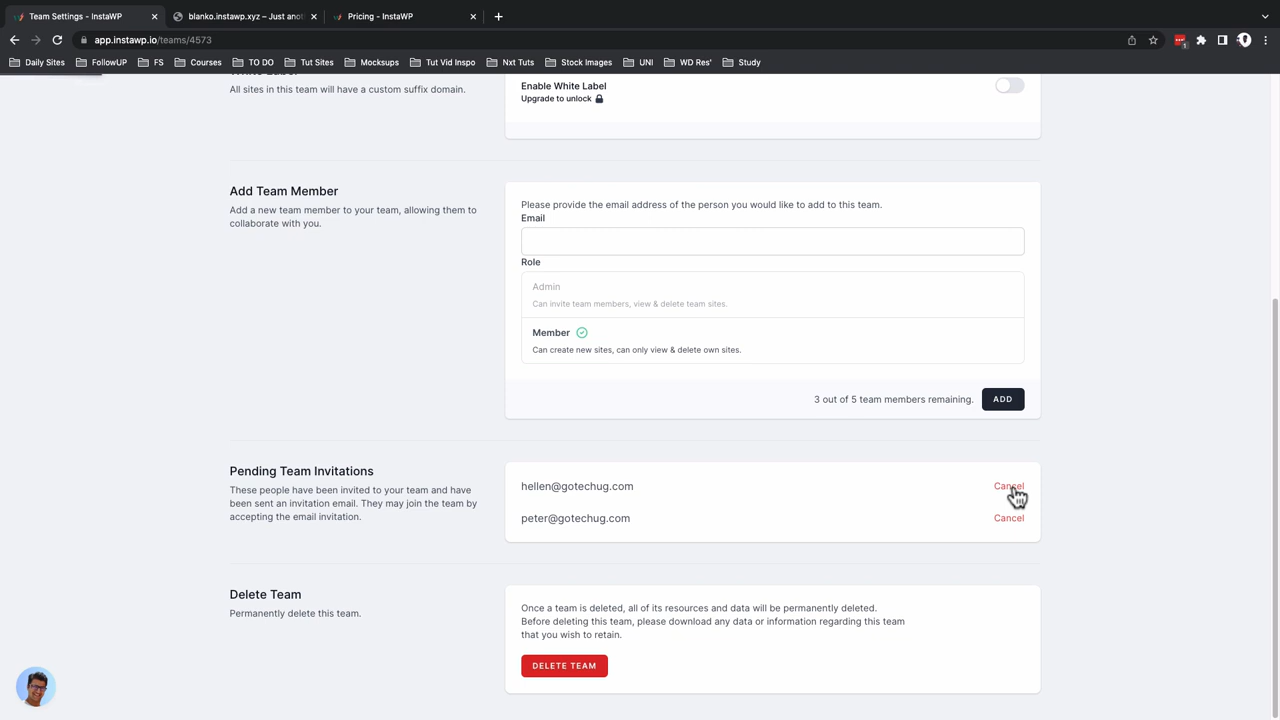 Team Settings - InstaWP
blanko.instawp.xyz – Just anot
Pricing - InstaWP
app.instawp.io/teams/4573
Daily Sites
FollowUP
FS
Courses
TO DO
Tut Sites
Mocksups
Tut Vid Inspo
Nxt Tuts
Stock Images
UNI
WD Res'
Study
White Label
All sites in this team will have a custom suffix domain.
Enable White Label
Upgrade to unlock
Add Team Member
Add a new team member to your team, allowing them to
collaborate with you.
Please provide the email address of the person you would like to add to this team.
Email
Role
Admin
Can invite team members, view & delete team sites.
Member
Can create new sites, can only view & delete own sites.
3 out of 5 team members remaining.
ADD
Pending Team Invitations
These people have been invited to your team and have
been sent an invitation email. They may join the team by
accepting the email invitation.
hellen@gotechug.com
Cancel
peter@gotechug.com
Cancel
Delete Team
Permanently delete this team.
Once a team is deleted, all of its resources and data will be permanently deleted.
Before deleting this team, please download any data or information regarding this team
that you wish to retain.
DELETE TEAM